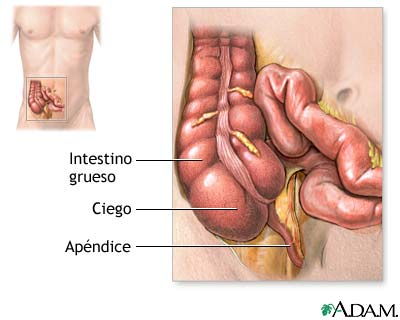 Intestino
grueso
Ciego
Apéndice
A.D.A.M.